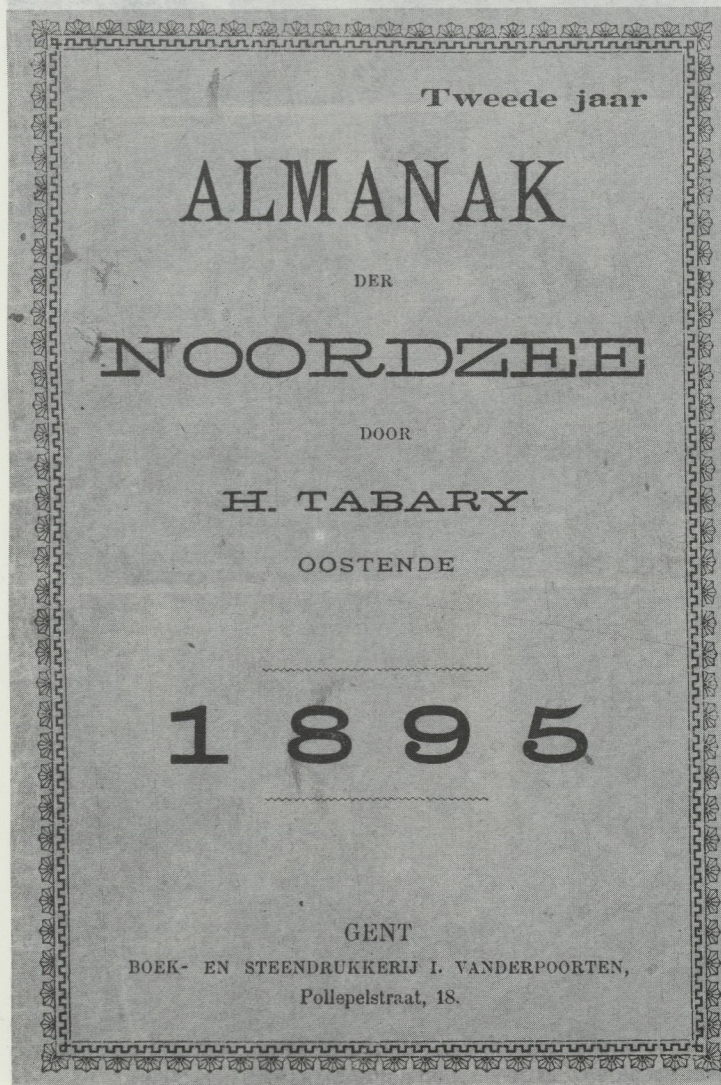 Tweede jaar
ALMANAK
DER
NOORDZEE
DOOR
H. TABARY
OOSTENDE
1895
GENT
BOEK- EN STEENDRUKKERIJ I. VANDERPOORTEN,
Pollepelstraat, 18.